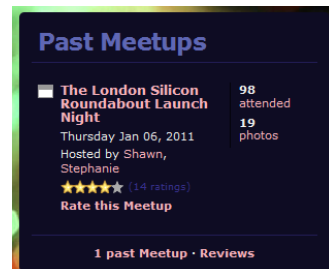 Past Meetups
The London Silicon
Roundabout Launch
Night
Thursday Jan 06, 2011
Hosted by Shawn,
Stephanie
(14 ratings)
Rate this Meetup
98
attended
19
photos
1 past Meetup · Reviews